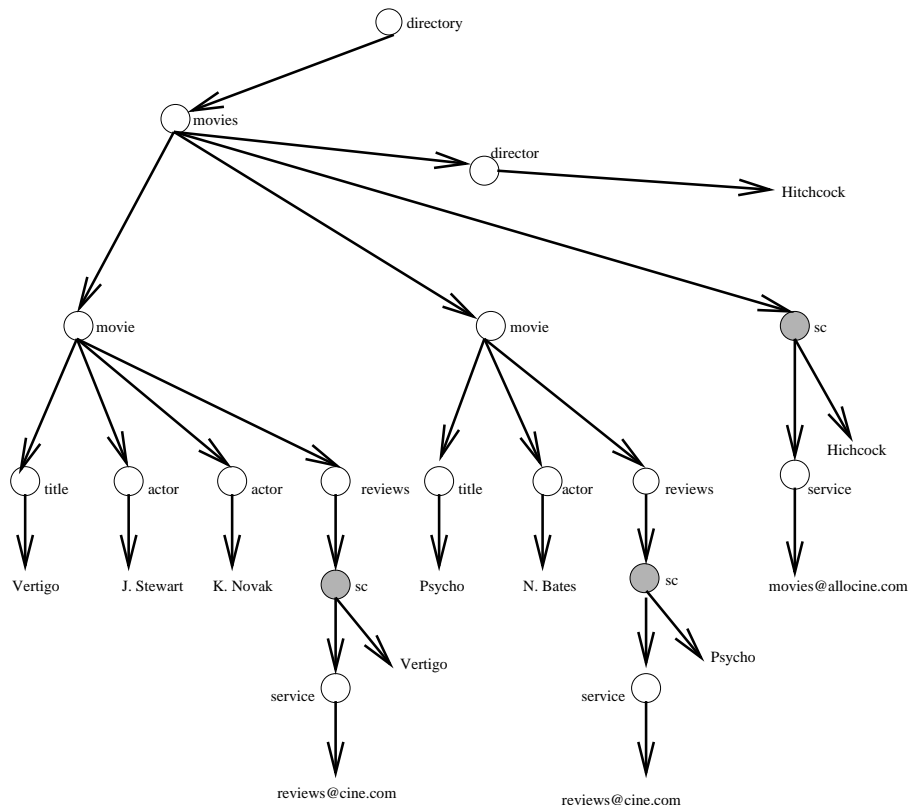 directory
movies
director
Hitchcock
movie
movie
sc
Hichcock
title
actor
actor
reviews
title
actor
reviews
service
Vertigo
J. Stewart
K. Novak
sc
Psycho
N. Bates
sc
movies@allocine.com
Vertigo
Psycho
service
service
reviews@cine.com
reviews@cine.com